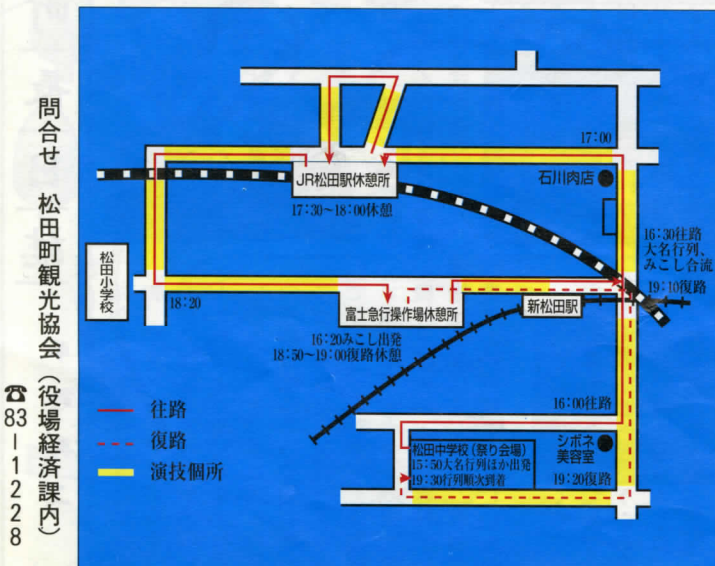 問合せ 松田町観光協会(役場経済課内)
☎83-1228
17:00
石川肉店
JR松田駅休憩所
17:30~18:00休憩
16:30往路
大名行列、
みこし合流
19:10復路
松田小学校
18:20
富士急行操作場休憩所
新松田駅
16:20みこし出発
18:50~19:00復路休憩
16:00往路
往路
復路
演技個所
松田中学校(祭り会場)
15:50大名行列ほか出発
19:30行列順次到着
シボネ
美容室
19:20復路